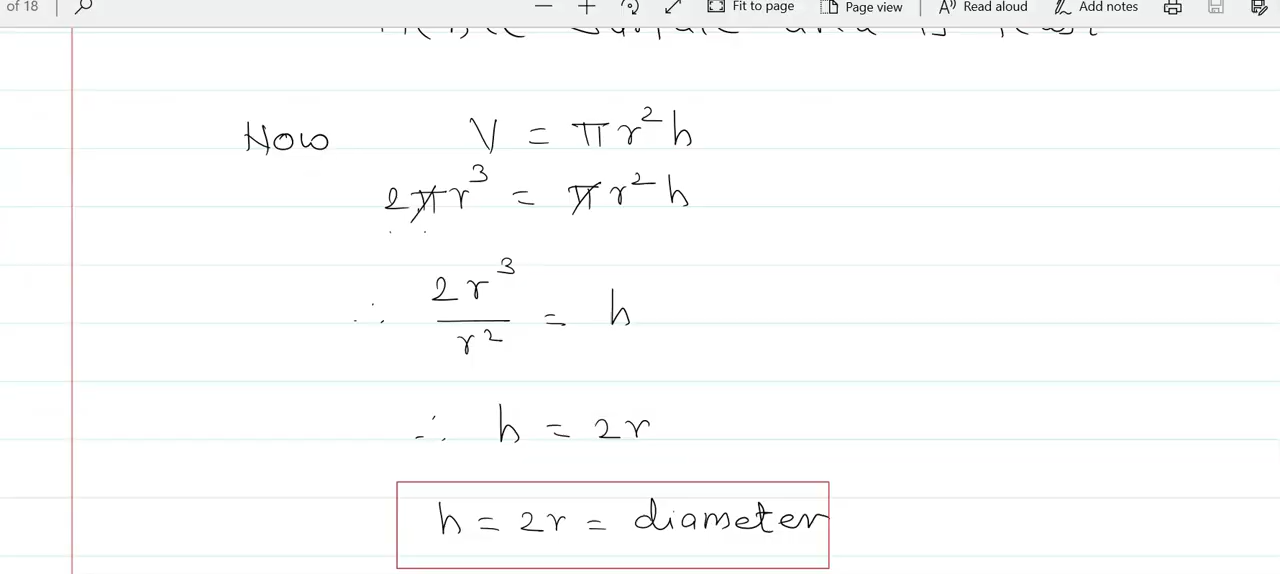 of 18 Fit to page Page view Read aloud Add notes
Now V = πr²h
2πr³ = πr²h
∴ 2r³/r² = h
∴ h = 2r
h = 2r = diameter